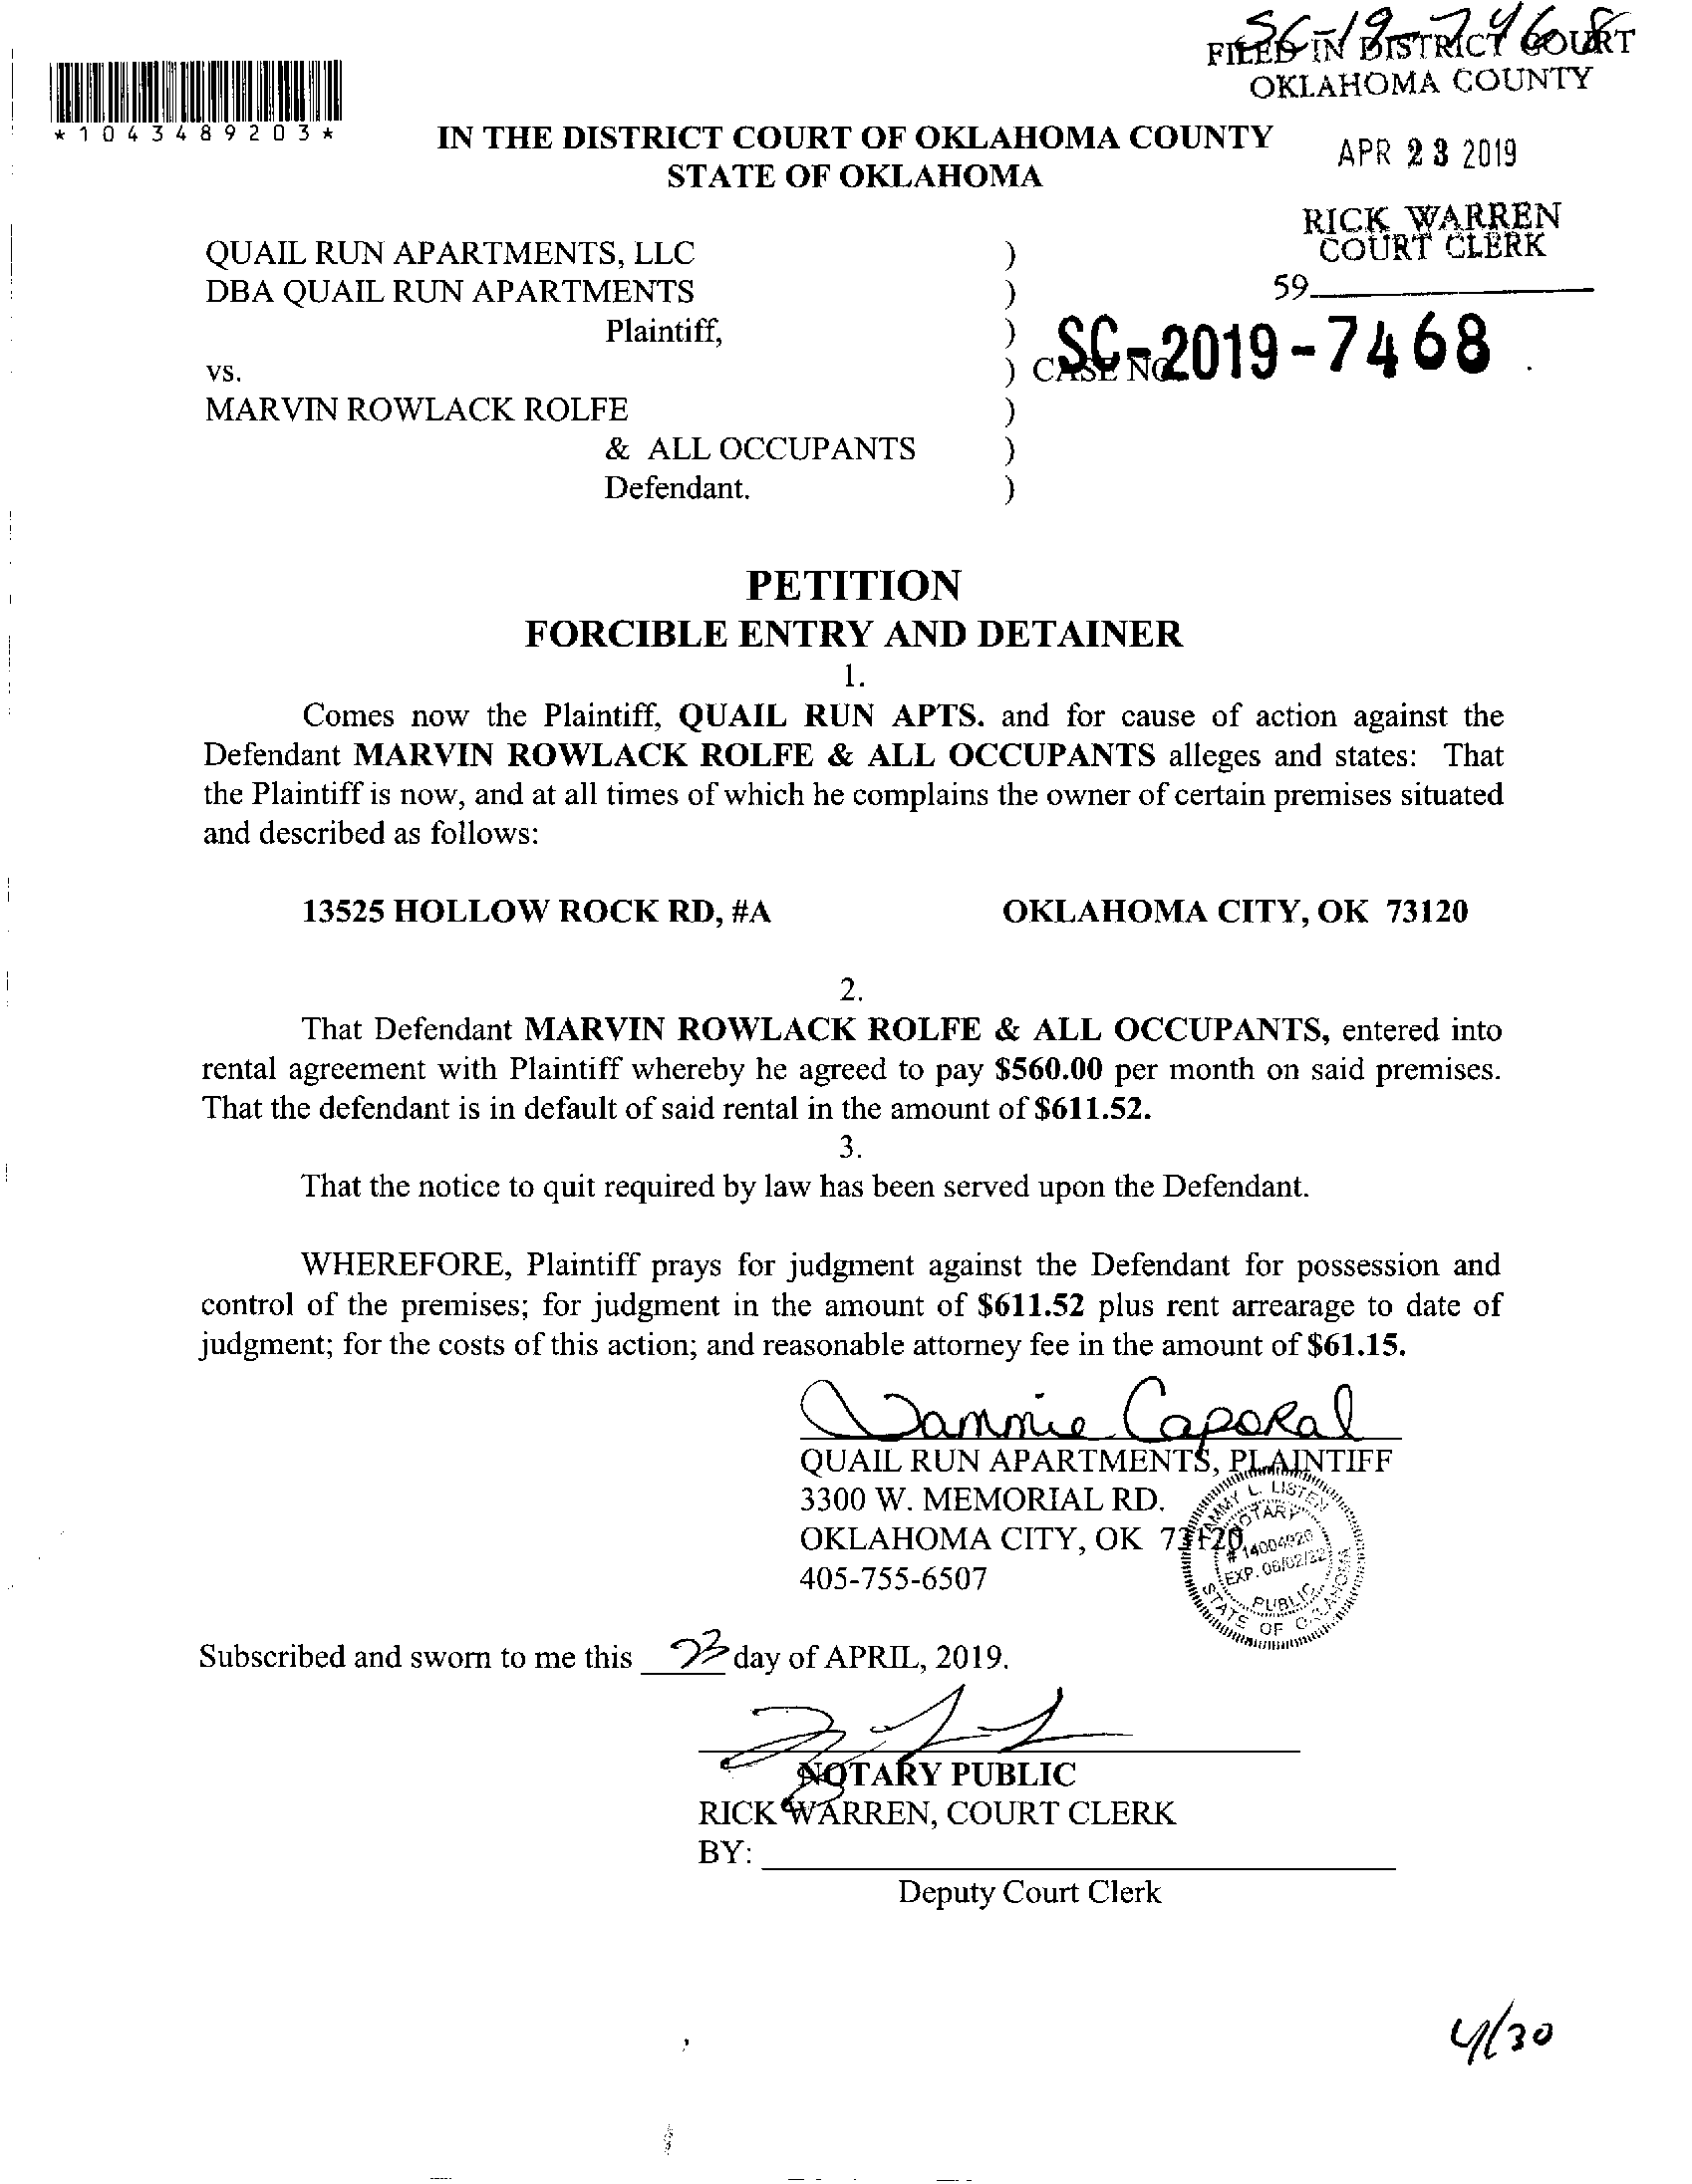 SC-19-7468
FILED IN DISTRICT COURT
OKLAHOMA COUNTY
*1043489203*
IN THE DISTRICT COURT OF OKLAHOMA COUNTY
STATE OF OKLAHOMA
APR 23 2019
RICK WARREN
COURT CLERK
59
QUAIL RUN APARTMENTS, LLC )
DBA QUAIL RUN APARTMENTS )
Plaintiff, )
vs. ) CASE NO. SC-2019-7468 .
MARVIN ROWLACK ROLFE )
& ALL OCCUPANTS )
Defendant. )
PETITION
FORCIBLE ENTRY AND DETAINER
1.
Comes now the Plaintiff, QUAIL RUN APTS. and for cause of action against the
Defendant MARVIN ROWLACK ROLFE & ALL OCCUPANTS alleges and states: That
the Plaintiff is now, and at all times of which he complains the owner of certain premises situated
and described as follows:
13525 HOLLOW ROCK RD, #A OKLAHOMA CITY, OK 73120
2.
That Defendant MARVIN ROWLACK ROLFE & ALL OCCUPANTS, entered into
rental agreement with Plaintiff whereby he agreed to pay $560.00 per month on said premises.
That the defendant is in default of said rental in the amount of $611.52.
3.
That the notice to quit required by law has been served upon the Defendant.
WHEREFORE, Plaintiff prays for judgment against the Defendant for possession and
control of the premises; for judgment in the amount of $611.52 plus rent arrearage to date of
judgment; for the costs of this action; and reasonable attorney fee in the amount of $61.15.
Tammie Caporal
QUAIL RUN APARTMENTS, PLAINTIFF
3300 W. MEMORIAL RD.
OKLAHOMA CITY, OK 73120
405-755-6507
TAMMY L. LISTEN
NOTARY
# 14004920
EXP. 06/02/22
PUBLIC
STATE OF OKLAHOMA
Subscribed and sworn to me this 23 day of APRIL, 2019.
NOTARY PUBLIC
RICK WARREN, COURT CLERK
BY:
Deputy Court Clerk
4/30